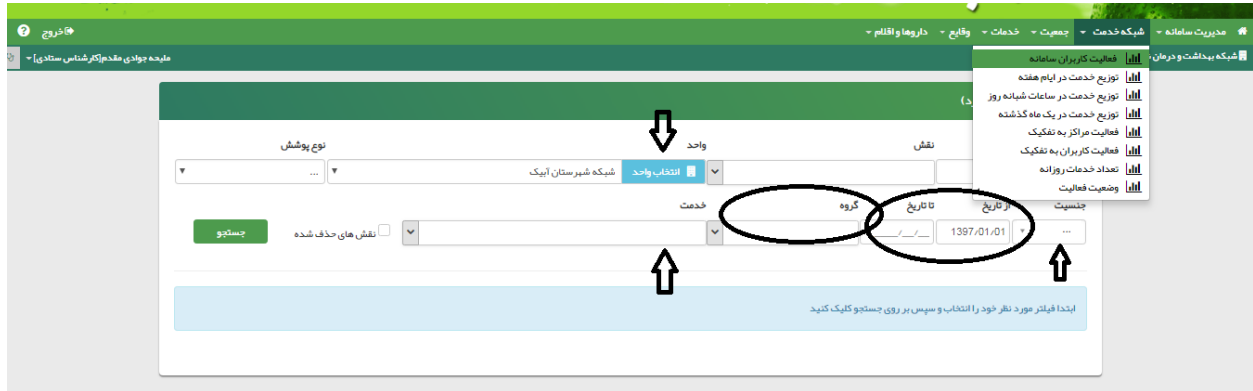 مدیریت سامانه شبکه خدمت جمعیت خدمات وقایع داروها و اقلام خروج
شبکه بهداشت و درمان ملیحه جوادی مقدم[کارشناس ستادی]
فعالیت کاربران سامانه
توزیع خدمت در ایام هفته
توزیع خدمت در ساعات شبانه روز
توزیع خدمت در یک ماه گذشته
فعالیت مراکز به تفکیک
فعالیت کاربران به تفکیک
تعداد خدمات روزانه
وضعیت فعالیت
نقش واحد نوع پوشش
انتخاب واحد شبکه شهرستان آبیک ...
جنسیت از تاریخ تا تاریخ گروه خدمت
... 1397/01/01 __/__/____ نقش های حذف شده جستجو
ابتدا فیلتر مورد نظر خود را انتخاب و سپس بر روی جستجو کلیک کنید